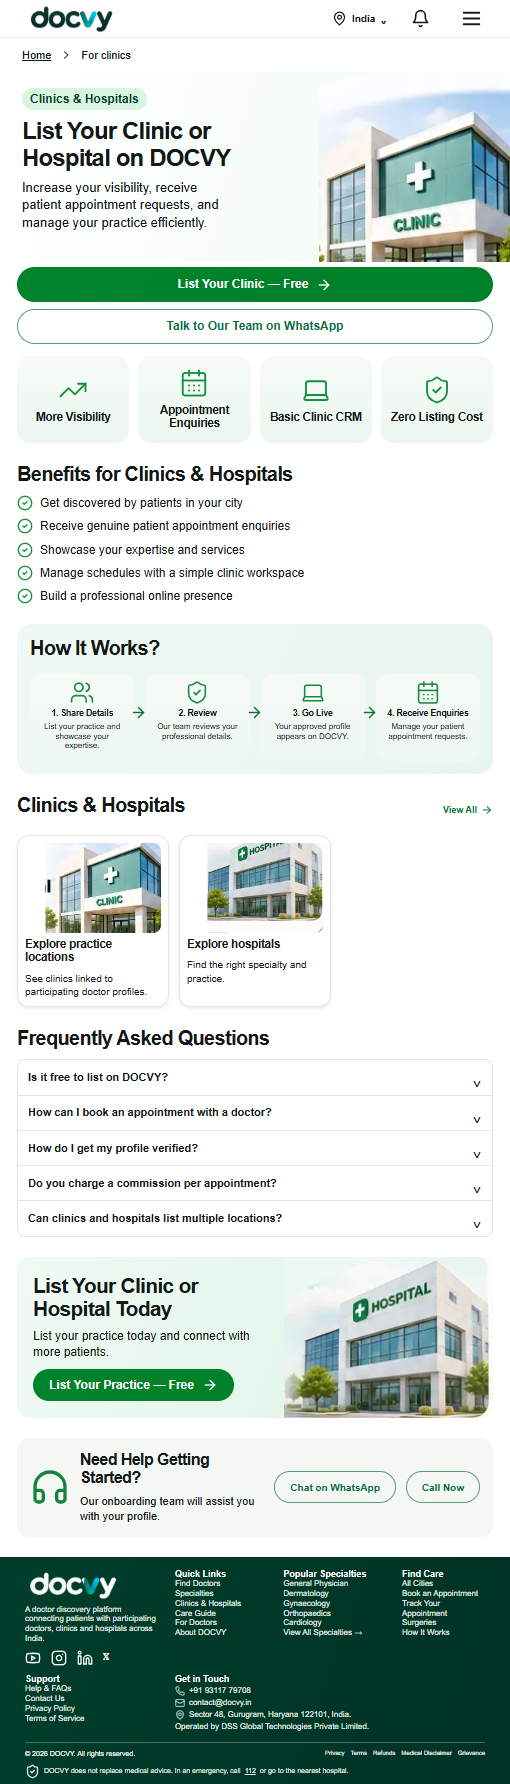 docvy
India
Home > For clinics
Clinics & Hospitals
List Your Clinic or
Hospital on DOCVY
Increase your visibility, receive
patient appointment requests, and
manage your practice efficiently.
CLINIC
List Your Clinic — Free →
Talk to Our Team on WhatsApp
More Visibility
Appointment
Enquiries
Basic Clinic CRM
Zero Listing Cost
Benefits for Clinics & Hospitals
Get discovered by patients in your city
Receive genuine patient appointment enquiries
Showcase your expertise and services
Manage schedules with a simple clinic workspace
Build a professional online presence
How It Works?
1. Share Details
List your practice and
showcase your
expertise.
2. Review
Our team reviews your
professional details.
3. Go Live
Your approved profile
appears on DOCVY.
4. Receive Enquiries
Manage your patient
appointment requests.
Clinics & Hospitals
View All →
CLINIC
Explore practice
locations
See clinics linked to
participating doctor profiles.
HOSPITAL
Explore hospitals
Find the right specialty and
practice.
Frequently Asked Questions
Is it free to list on DOCVY?
How can I book an appointment with a doctor?
How do I get my profile verified?
Do you charge a commission per appointment?
Can clinics and hospitals list multiple locations?
List Your Clinic or
Hospital Today
List your practice today and connect with
more patients.
List Your Practice — Free →
HOSPITAL
Need Help Getting
Started?
Our onboarding team will assist you
with your profile.
Chat on WhatsApp
Call Now
docvy
A doctor discovery platform
connecting patients with participating
doctors, clinics and hospitals across
India.
Quick Links
Find Doctors
Specialties
Clinics & Hospitals
Care Guide
For Doctors
About DOCVY
Popular Specialties
General Physician
Dermatology
Gynaecology
Orthopaedics
Cardiology
View All Specialties →
Find Care
All Cities
Book an Appointment
Track Your
Appointment
Surgeries
How It Works
Support
Help & FAQs
Contact Us
Privacy Policy
Terms of Service
Get in Touch
+91 93117 79708
contact@docvy.in
Sector 48, Gurugram, Haryana 122101, India.
Operated by DSS Global Technologies Private Limited.
© 2026 DOCVY. All rights reserved.
Privacy Terms Refunds Medical Disclaimer Grievance
DOCVY does not replace medical advice. In an emergency, call 112 or go to the nearest hospital.